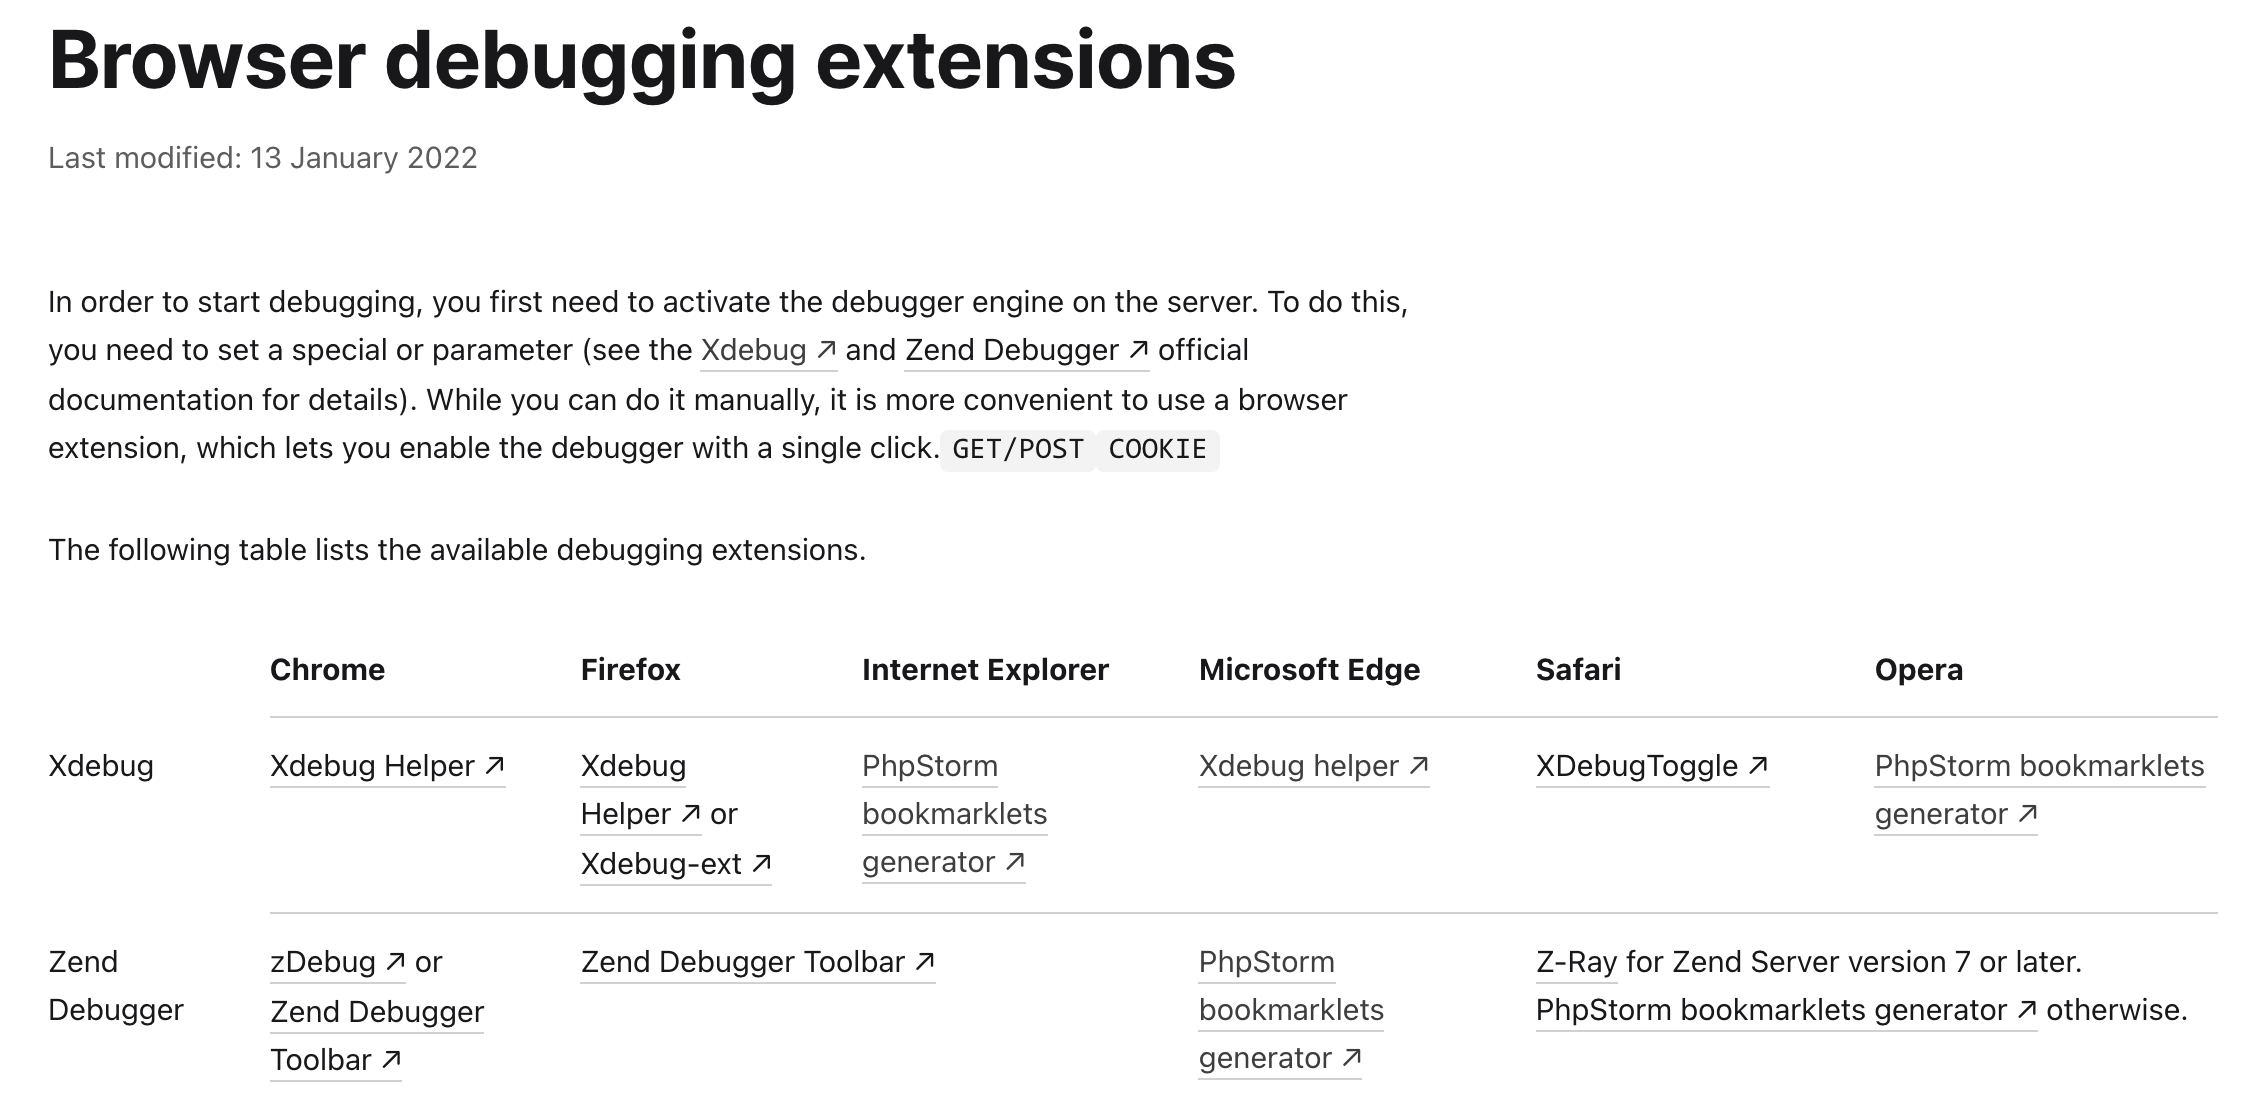 Browser debugging extensions
Last modified: 13 January 2022
In order to start debugging, you first need to activate the debugger engine on the server. To do this,
you need to set a special or parameter (see the Xdebug ↗ and Zend Debugger ↗ official
documentation for details). While you can do it manually, it is more convenient to use a browser
extension, which lets you enable the debugger with a single click. GET/POST COOKIE
The following table lists the available debugging extensions.
Chrome Firefox Internet Explorer Microsoft Edge Safari Opera
Xdebug Xdebug Helper ↗ Xdebug PhpStorm Xdebug helper ↗ XDebugToggle ↗ PhpStorm bookmarklets
Helper ↗ or bookmarklets generator ↗
Xdebug-ext ↗ generator ↗
Zend zDebug ↗ or Zend Debugger Toolbar ↗ PhpStorm Z-Ray for Zend Server version 7 or later.
Debugger Zend Debugger bookmarklets PhpStorm bookmarklets generator ↗ otherwise.
Toolbar ↗ generator ↗